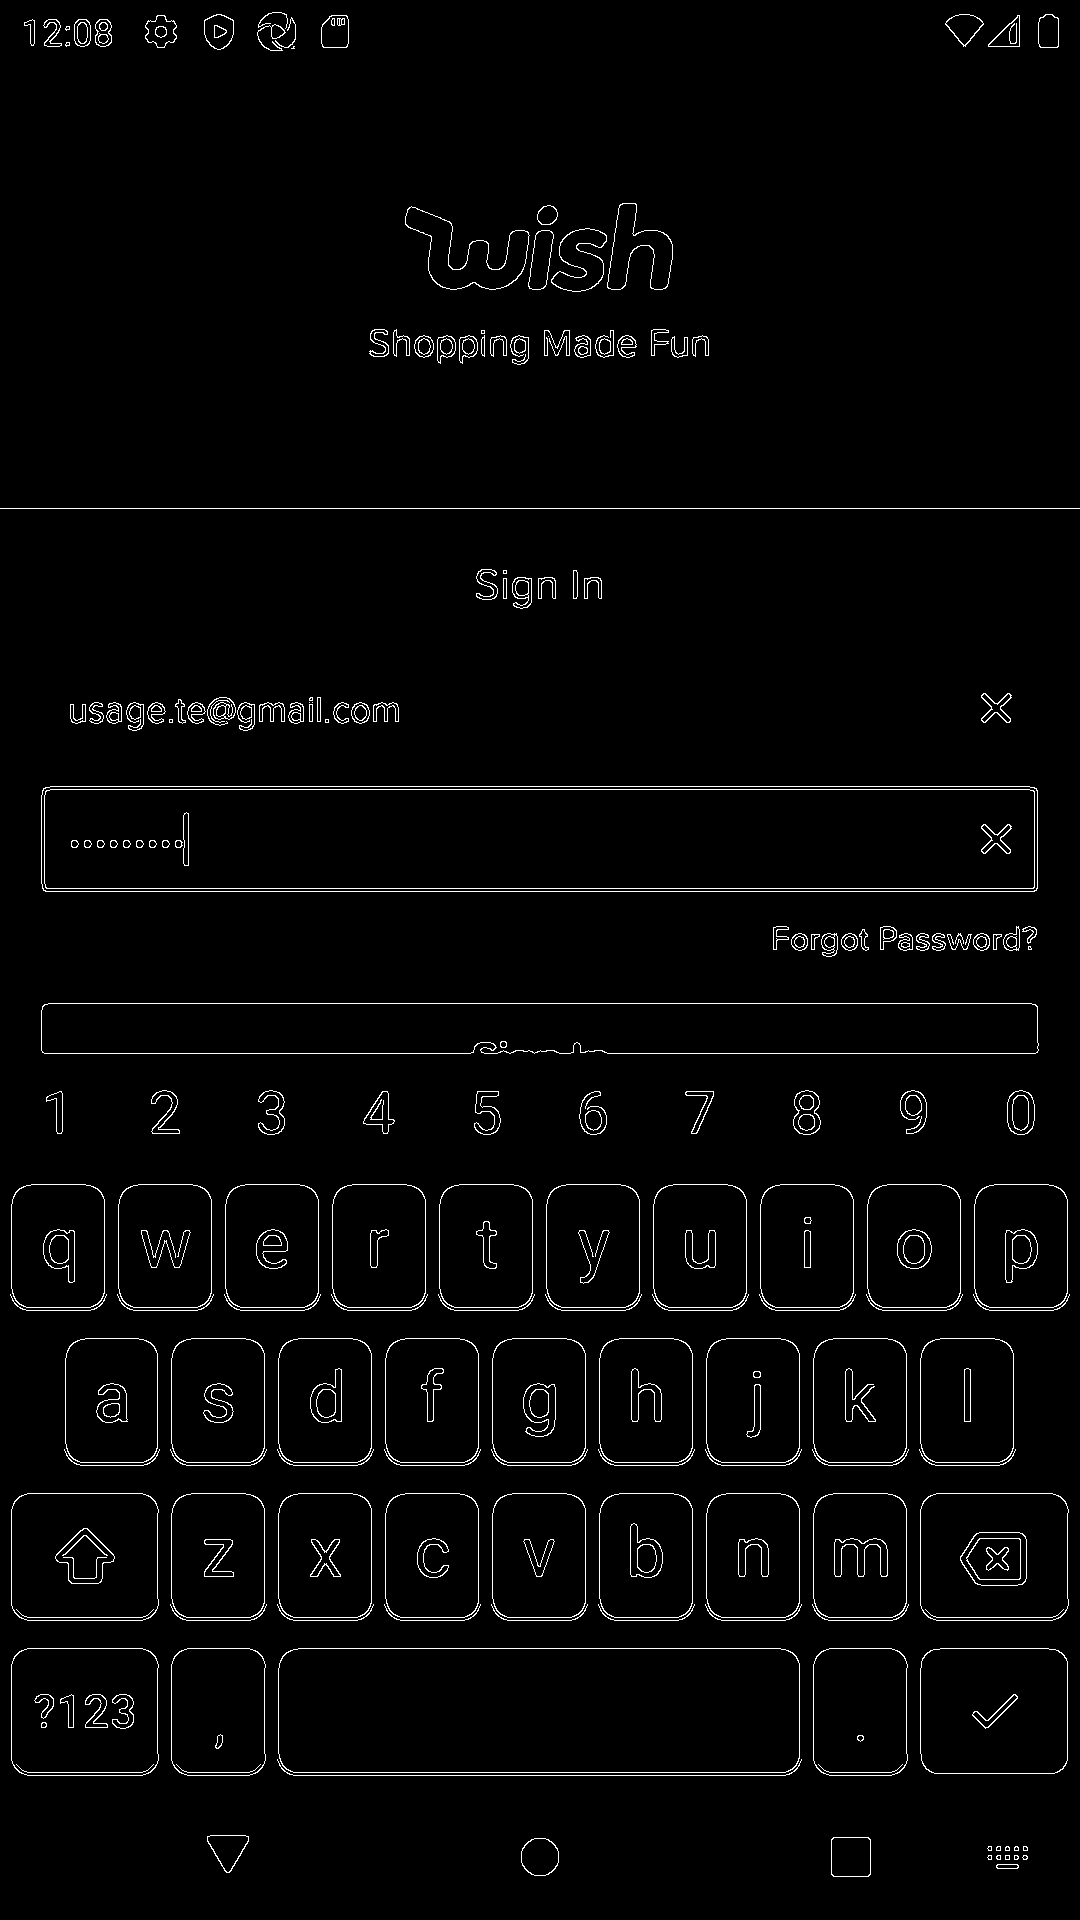 12:08
wish
Shopping Made Fun
Sign In
usage.te@gmail.com
Forgot Password?
1 2 3 4 5 6 7 8 9 0
q w e r t y u i o p
a s d f g h j k l
z x c v b n m
?123 , .